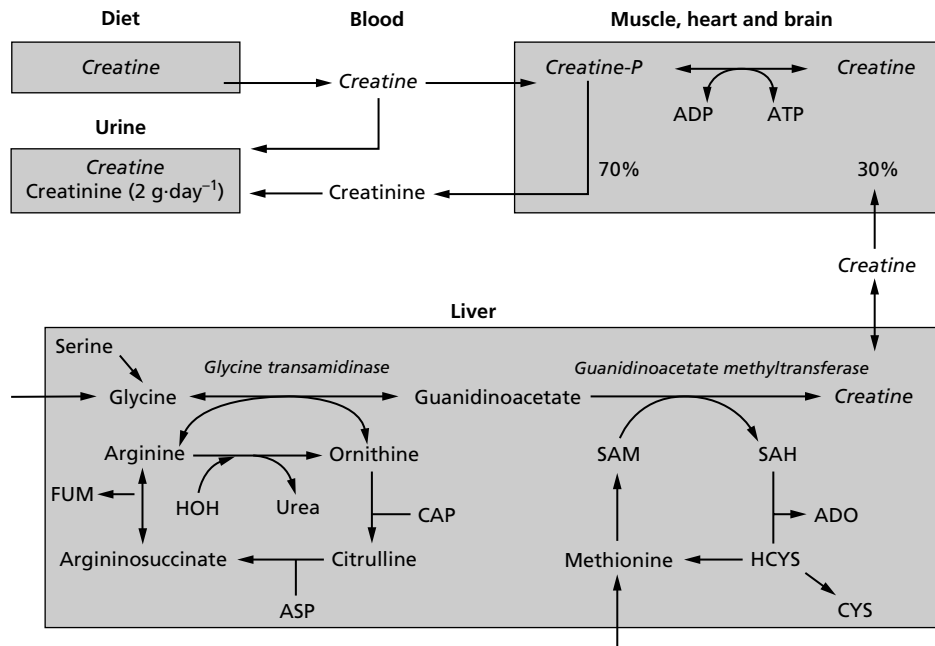 Diet
Blood
Muscle, heart and brain
Creatine
Creatine
Creatine-P
Creatine
ADP
ATP
Urine
Creatine
Creatinine (2 g·day⁻¹)
Creatinine
70%
30%
Creatine
Liver
Serine
Glycine transamidinase
Guanidinoacetate methyltransferase
Glycine
Guanidinoacetate
Creatine
Arginine
Ornithine
SAM
SAH
FUM
HOH
Urea
CAP
ADO
Argininosuccinate
Citrulline
Methionine
HCYS
ASP
CYS